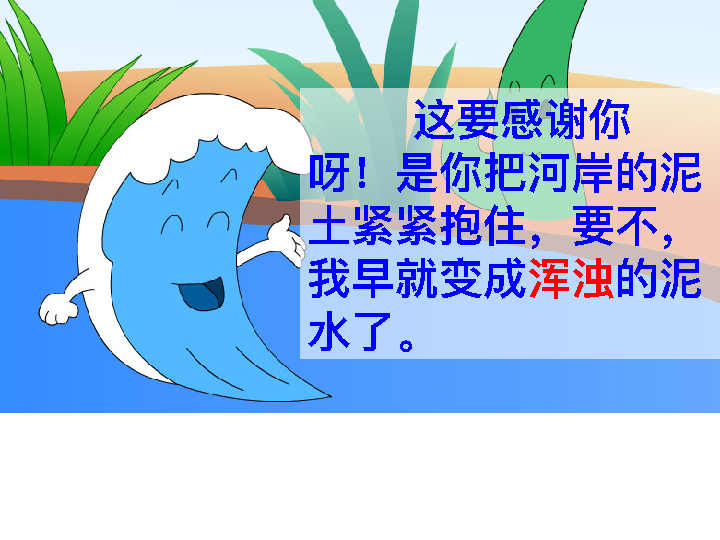 这要感谢你
呀！是你把河岸的泥
土紧紧抱住，要不，
我早就变成浑浊的泥
水了。